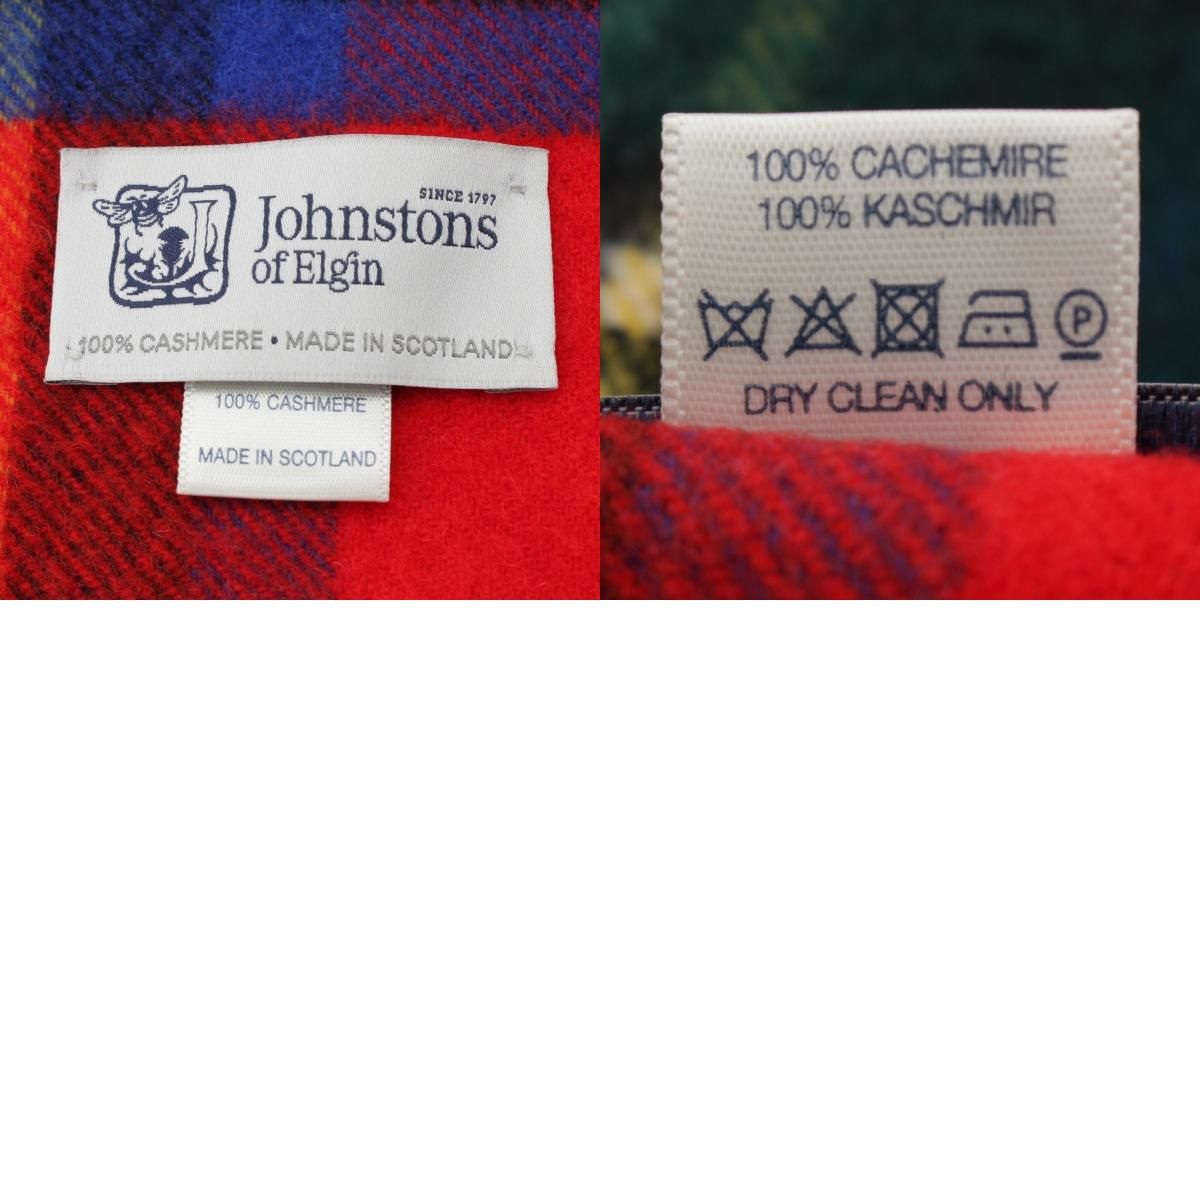 SINCE 1797
Johnstons
of Elgin
100% CASHMERE • MADE IN SCOTLAND
100% CASHMERE
MADE IN SCOTLAND
100% CACHEMIRE
100% KASCHMIR
P
DRY CLEAN ONLY